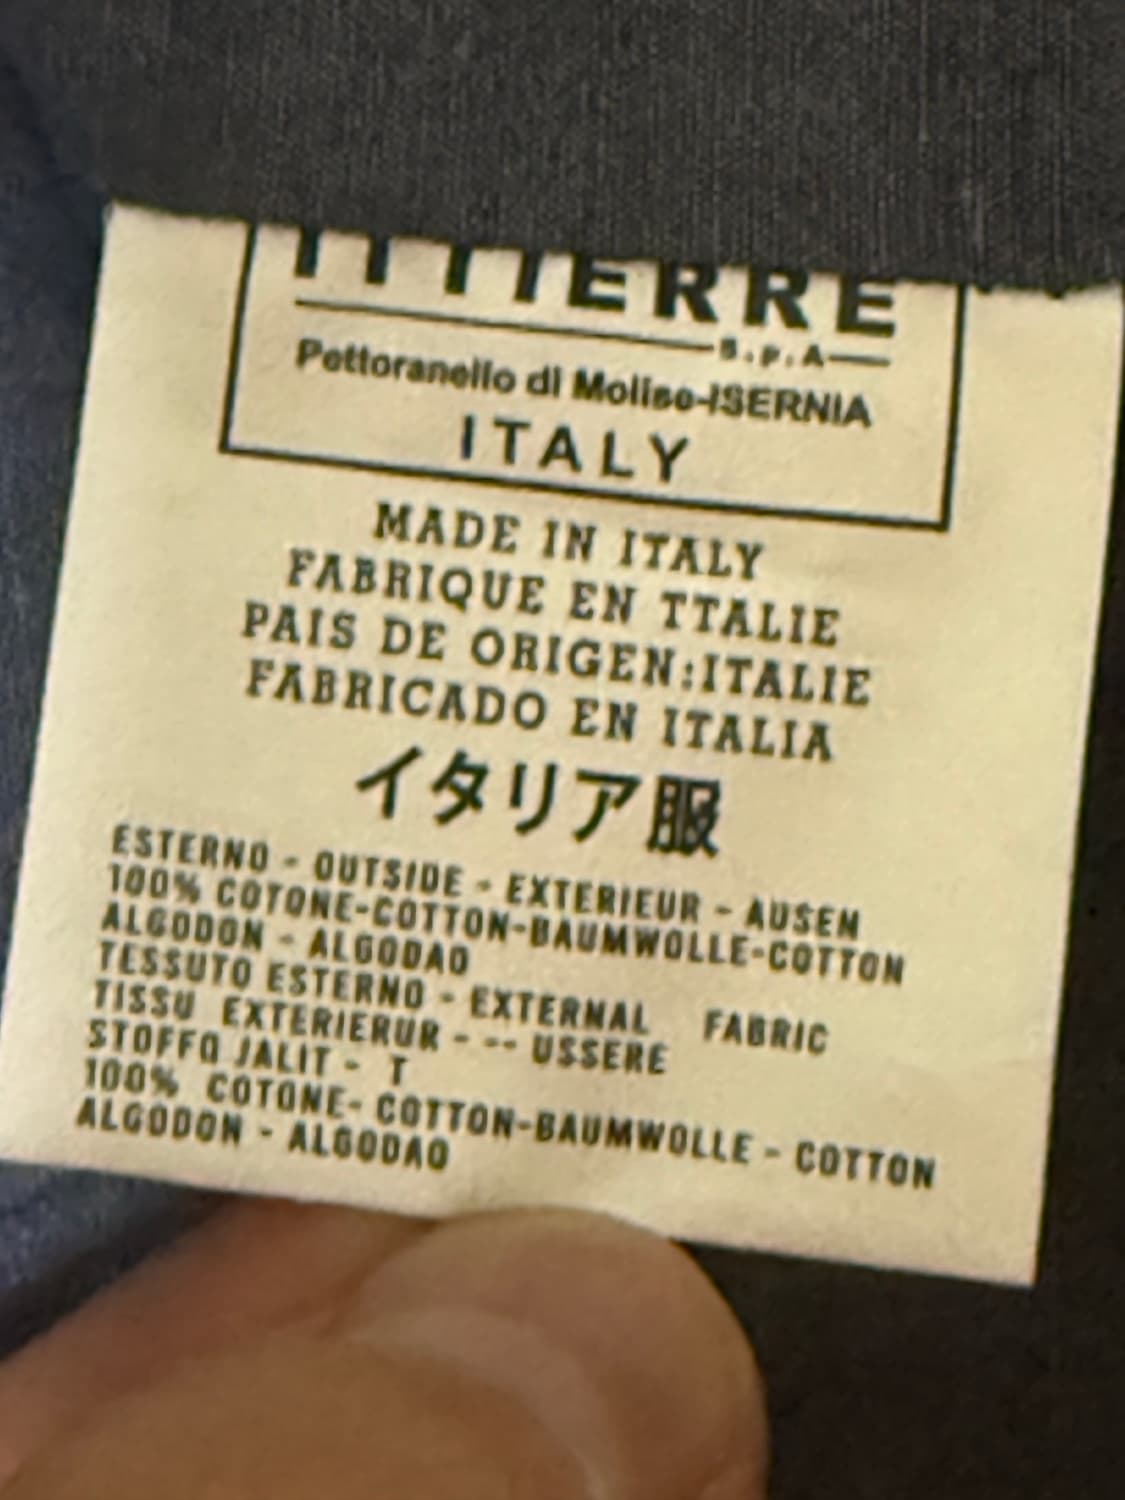 ITTIERRE
S.p.A
Pettoranello di Molise-ISERNIA
ITALY
MADE IN ITALY
FABRIQUE EN TTALIE
PAIS DE ORIGEN:ITALIE
FABRICADO EN ITALIA
イタリア服
ESTERNO - OUTSIDE - EXTERIEUR - AUSEN
100% COTONE-COTTON-BAUMWOLLE-COTTON
ALGODON - ALGODAO
TESSUTO ESTERNO - EXTERNAL FABRIC
TISSU EXTERIERUR - -- USSERE
STOFFO JALIT - T
100% COTONE- COTTON-BAUMWOLLE - COTTON
ALGODON - ALGODAO